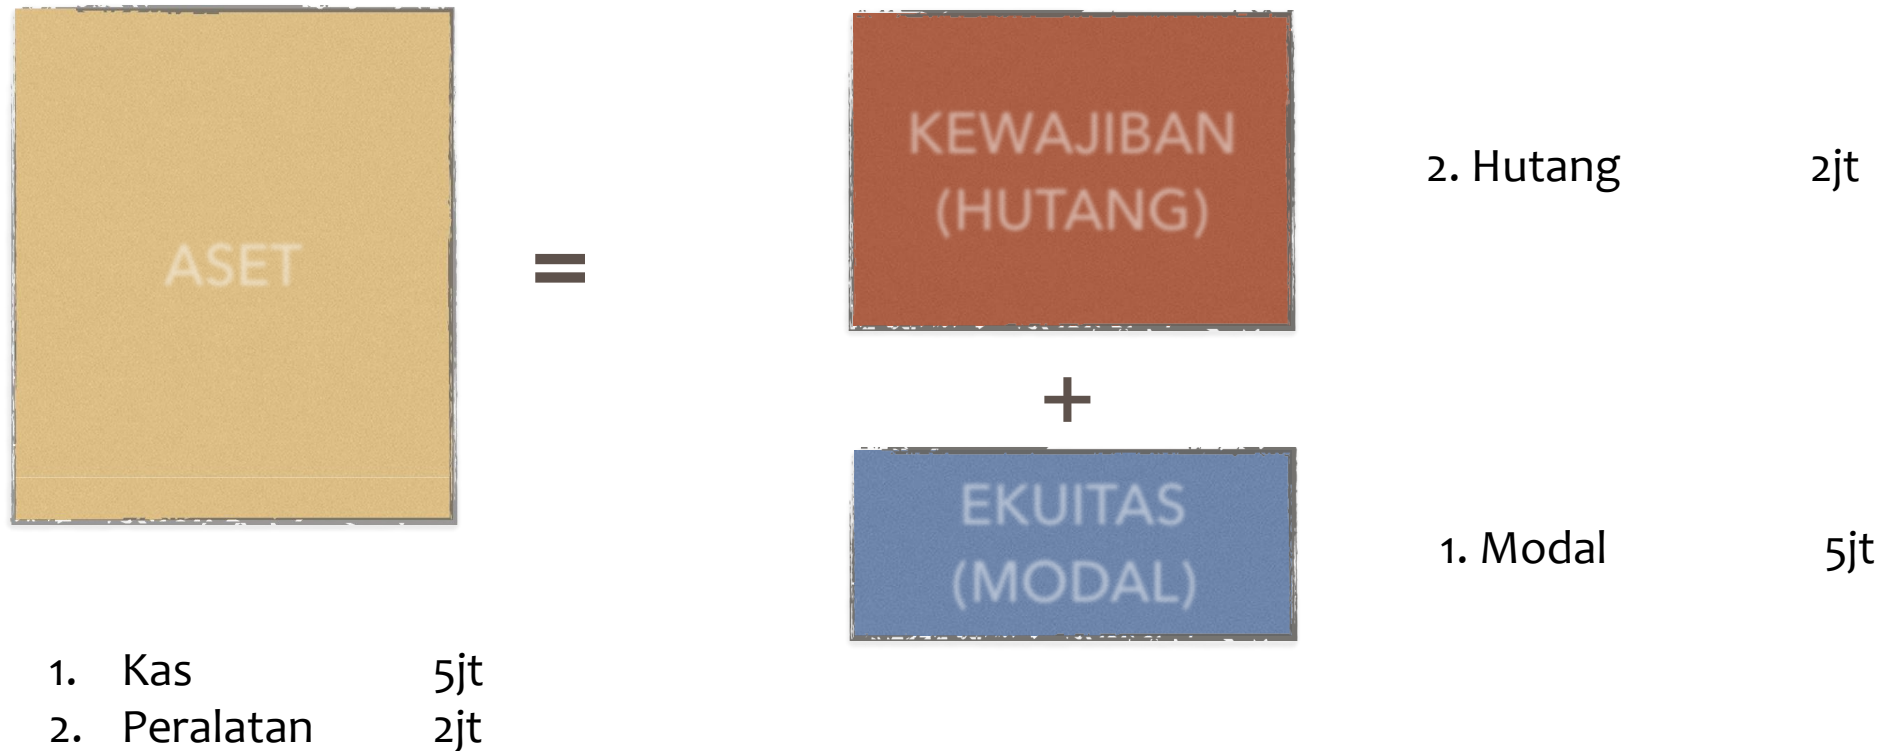 ASET
=
KEWAJIBAN
(HUTANG)
2. Hutang 2jt
+
EKUITAS
(MODAL)
1. Modal 5jt
1. Kas 5jt
2. Peralatan 2jt